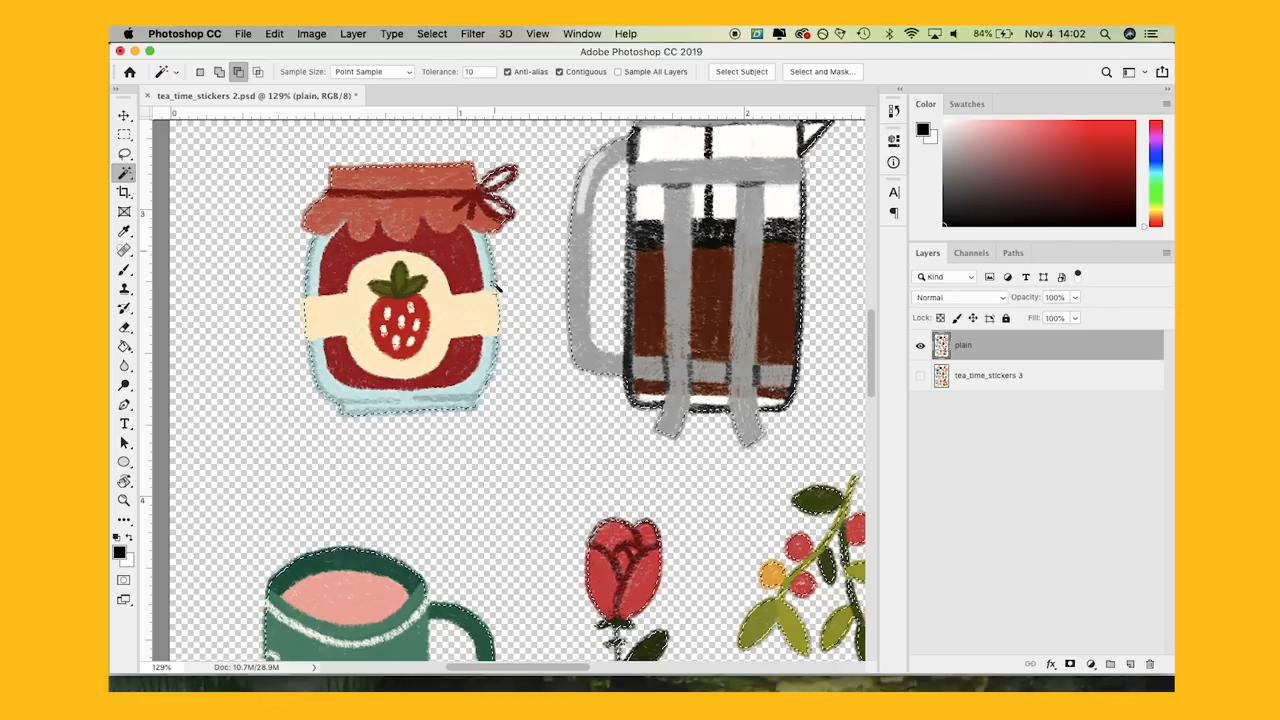 Photoshop CC File Edit Image Layer Type Select Filter 3D View Window Help 84% Nov 4 14:02
Adobe Photoshop CC 2019
Sample Size: Point Sample Tolerance: 10 Anti-alias Contiguous Sample All Layers Select Subject Select and Mask...
tea_time_stickers 2.psd @ 129% (plain, RGB/8) *
Color Swatches
0 1 2
3
4
Layers Channels Paths
Kind
Normal Opacity: 100%
Lock: Fill: 100%
plain
tea_time_stickers 3
129% Doc: 10.7M/28.9M